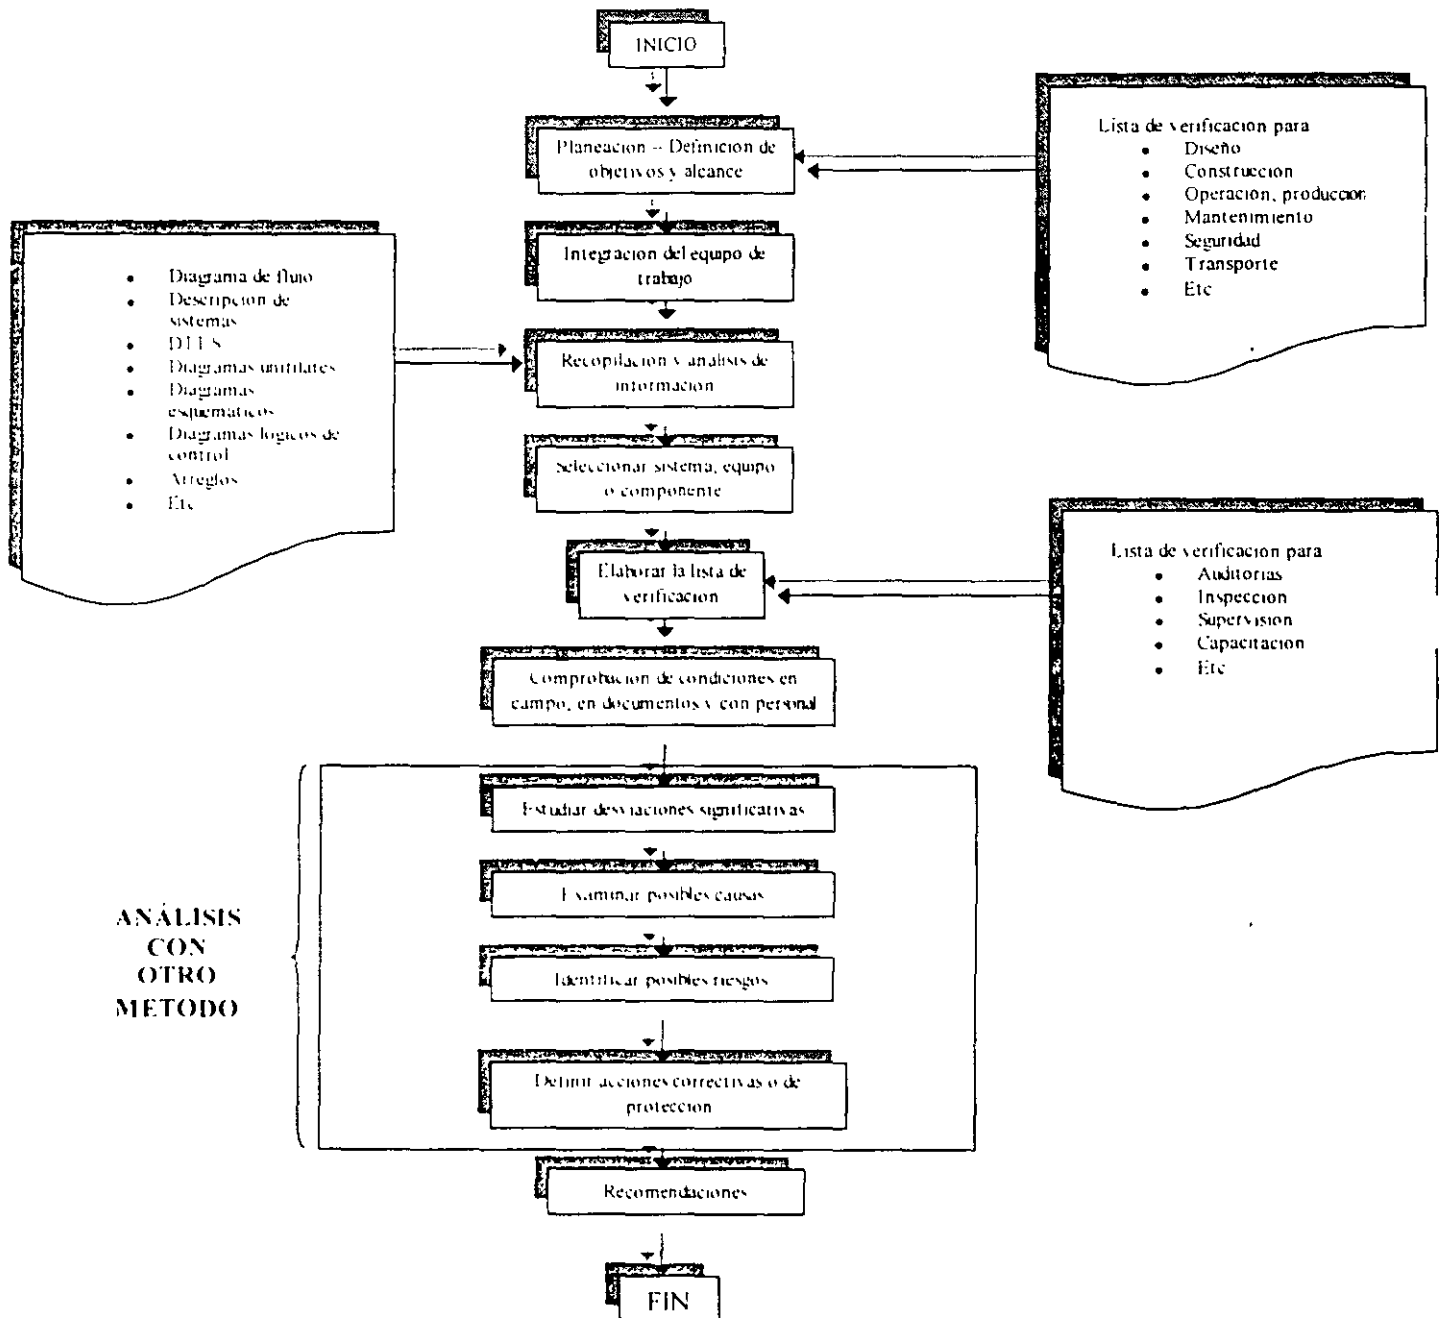 INICIO
Planeacion – Definicion de
objetivos y alcance
Lista de verificacion para
• Diseño
• Construccion
• Operacion, produccion
• Mantenimiento
• Seguridad
• Transporte
• Etc
Integracion del equipo de
trabajo
• Diagrama de flujo
• Descripcion de
sistemas
•
• Diagramas unifilares
• Diagramas
esquematicos
• Diagramas logicos de
control
• Arreglos
• Etc
Recopilacion y analisis de
informacion
Seleccionar sistema, equipo
o componente
Elaborar la lista de
verificacion
Lista de verificacion para
• Auditorias
• Inspeccion
• Supervision
• Capacitacion
• Etc
Comprobacion de condiciones en
campo, en documentos y con personal
ANÁLISIS
CON
OTRO
METODO
Estudiar desviaciones significativas
Examinar posibles causas
Identificar posibles riesgos
Definir acciones correctivas o de
proteccion
Recomendaciones
FIN